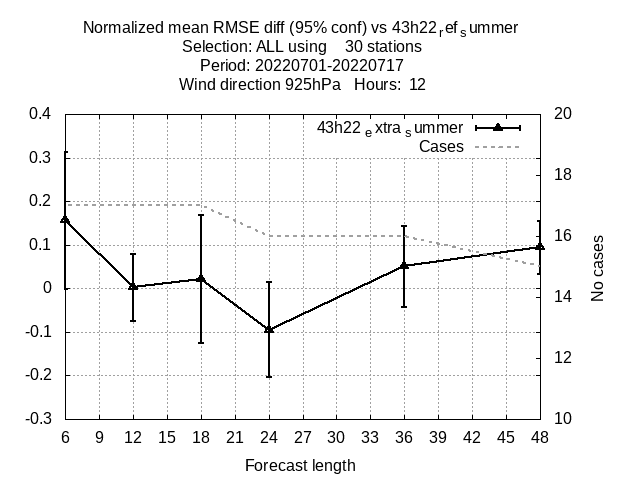 Normalized mean RMSE diff (95% conf) vs 43h22refsummer
Selection: ALL using    30 stations
Period: 20220701-20220717
Wind direction 925hPa   Hours:  12
43h22extrasummer
Cases
0.4
0.3
0.2
0.1
0
-0.1
-0.2
-0.3
20
18
16
14
12
10
No cases
6 9 12 15 18 21 24 27 30 33 36 39 42 45 48
Forecast length